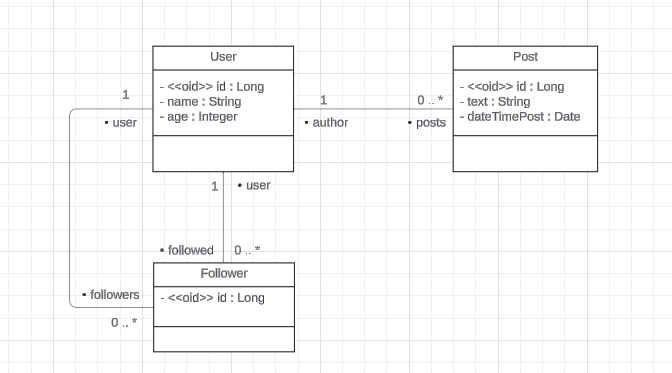 User
- <<oid>> id : Long
- name : String
- age : Integer
Post
- <<oid>> id : Long
- text : String
- dateTimePost : Date
1
• user
1
• author
0 .. *
• posts
1
• user
• followed
0 .. *
Follower
- <<oid>> id : Long
• followers
0 .. *